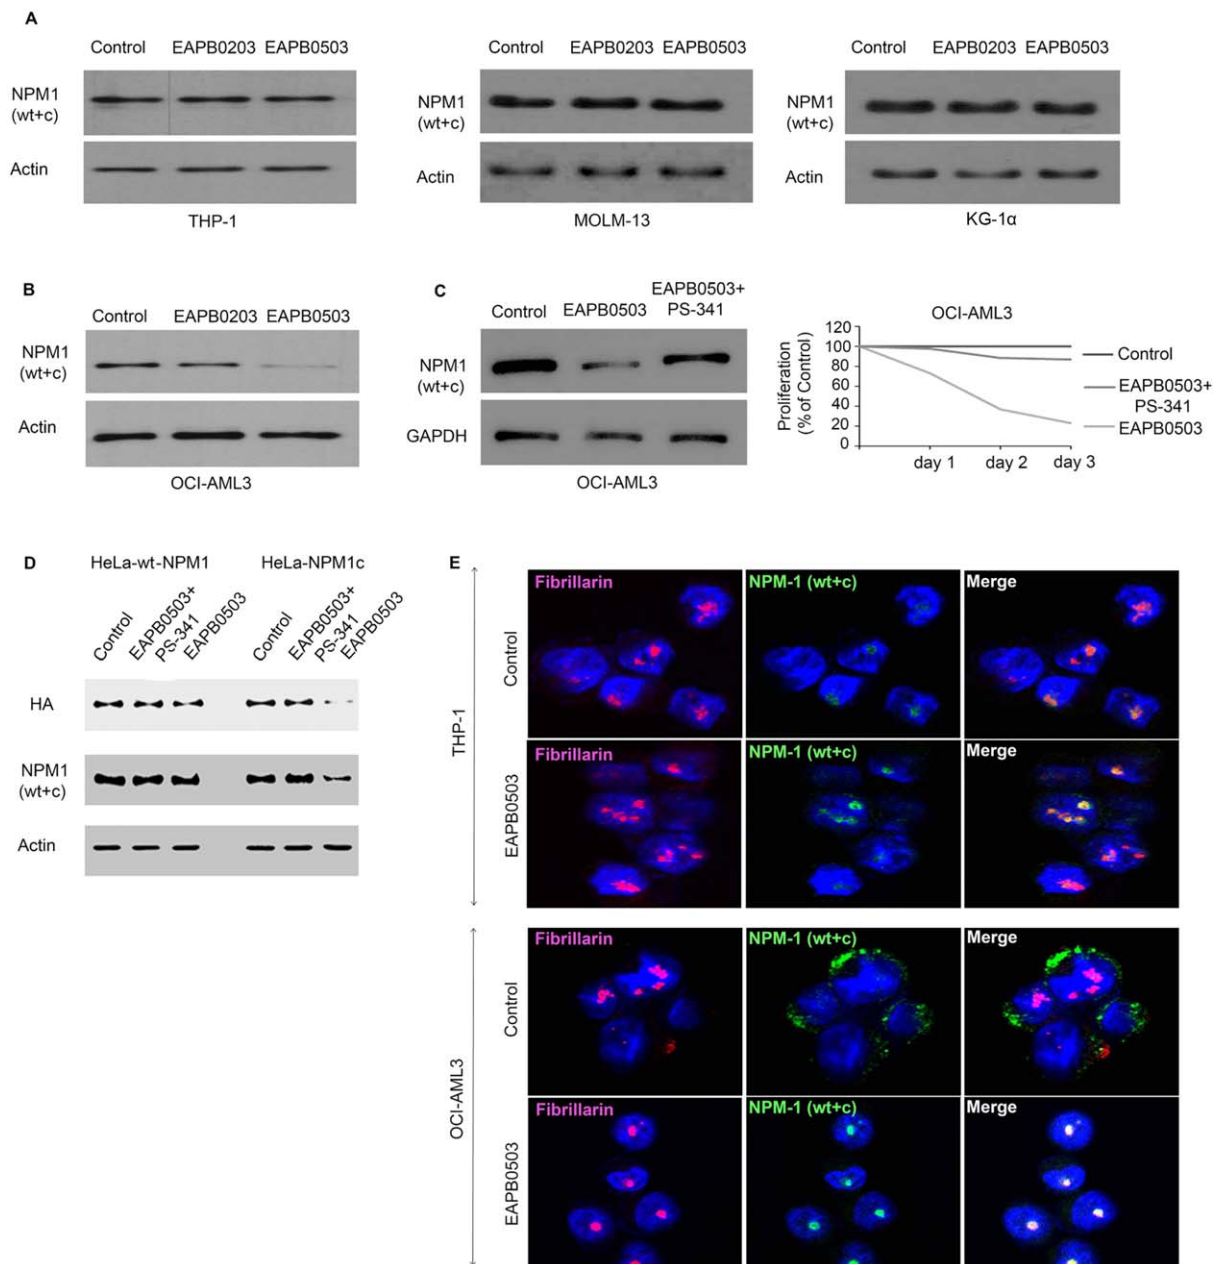 A
Control EAPB0203 EAPB0503
NPM1
(wt+c)
Actin
THP-1
Control EAPB0203 EAPB0503
NPM1
(wt+c)
Actin
MOLM-13
Control EAPB0203 EAPB0503
NPM1
(wt+c)
Actin
KG-1α
B
Control EAPB0203 EAPB0503
NPM1
(wt+c)
Actin
OCI-AML3
C
Control EAPB0503 EAPB0503+
PS-341
NPM1
(wt+c)
GAPDH
OCI-AML3
OCI-AML3
Proliferation
(% of Control)
120
100
80
60
40
20
0
day 1 day 2 day 3
Control
EAPB0503+
PS-341
EAPB0503
D
HeLa-wt-NPM1 HeLa-NPM1c
Control
EAPB0503+
PS-341
EAPB0503
Control
EAPB0503+
PS-341
EAPB0503
HA
NPM1
(wt+c)
Actin
E
THP-1
Control
Fibrillarin NPM-1 (wt+c) Merge
EAPB0503
Fibrillarin NPM-1 (wt+c) Merge
OCI-AML3
Control
Fibrillarin NPM-1 (wt+c) Merge
EAPB0503
Fibrillarin NPM-1 (wt+c) Merge